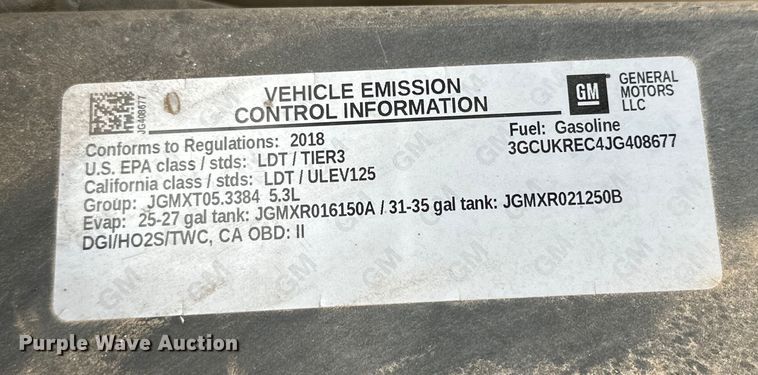 VEHICLE EMISSION
CONTROL INFORMATION
GM
GENERAL
MOTORS
LLC
JG408677
Conforms to Regulations: 2018
U.S. EPA class / stds: LDT / TIER3
California class / stds: LDT / ULEV125
Group: JGMXT05.3384 5.3L
Evap: 25-27 gal tank: JGMXR016150A / 31-35 gal tank: JGMXR021250B
DGI/HO2S/TWC, CA OBD: II
Fuel: Gasoline
3GCUKREC4JG408677
Purple Wave Auction